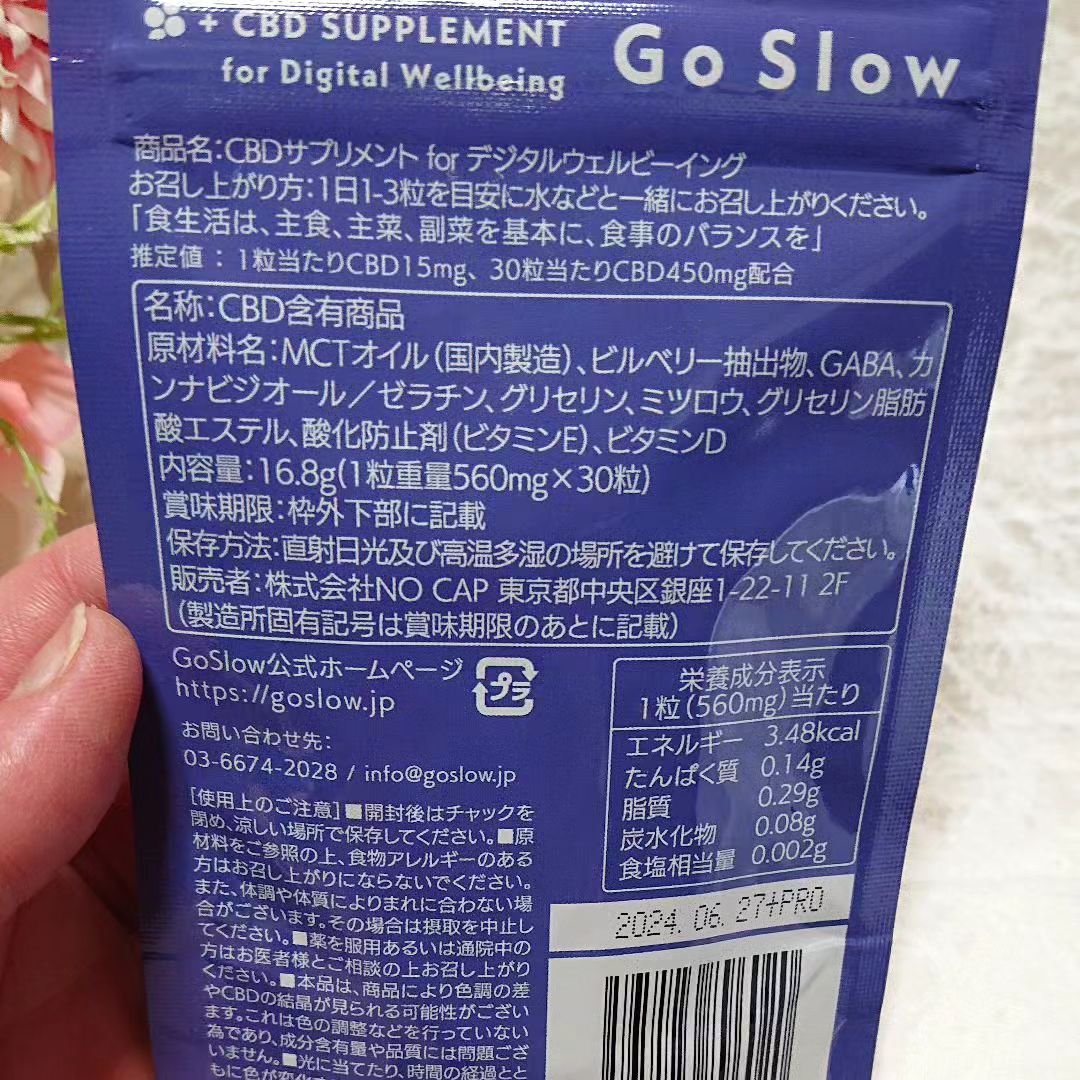 + CBD SUPPLEMENT
for Digital Wellbeing
Go Slow
商品名：CBDサプリメント for デジタルウェルビーイング
お召し上がり方：1日1-3粒を目安に水などと一緒にお召し上がりください。
「食生活は、主食、主菜、副菜を基本に、食事のバランスを」
推定値 ： 1粒当たりCBD15mg、30粒当たりCBD450mg配合
名称：CBD含有商品
原材料名：MCTオイル（国内製造）、ビルベリー抽出物、GABA、カ
ンナビジオール／ゼラチン、グリセリン、ミツロウ、グリセリン脂肪
酸エステル、酸化防止剤（ビタミンE）、ビタミンD
内容量：16.8g（1粒重量560mg×30粒）
賞味期限：枠外下部に記載
保存方法：直射日光及び高温多湿の場所を避けて保存してください。
販売者：株式会社NO CAP 東京都中央区銀座1-22-11 2F
（製造所固有記号は賞味期限のあとに記載）
GoSlow公式ホームページ
https://goslow.jp
プラ
お問い合わせ先：
03-6674-2028 / info@goslow.jp
［使用上のご注意］■開封後はチャックを
閉め、涼しい場所で保存してください。■原
材料をご参照の上、食物アレルギーのある
方はお召し上がりにならないでください。
また、体調や体質によりまれに合わない場
合がございます。その場合は摂取を中止し
てください。■薬を服用あるいは通院中の
方はお医者様とご相談の上お召し上がり
ください。■本品は、商品により色調の差
やCBDの結晶が見られる可能性がござい
ます。これは色の調整などを行っていない
為であり、成分含有量や品質には問題ござ
いません。■光に当てたり、時間の経過とと
もに色が変化す
栄養成分表示
1粒（560mg）当たり
エネルギー 3.48kcal
たんぱく質 0.14g
脂質 0.29g
炭水化物 0.08g
食塩相当量 0.002g
2024. 06. 27+PRO